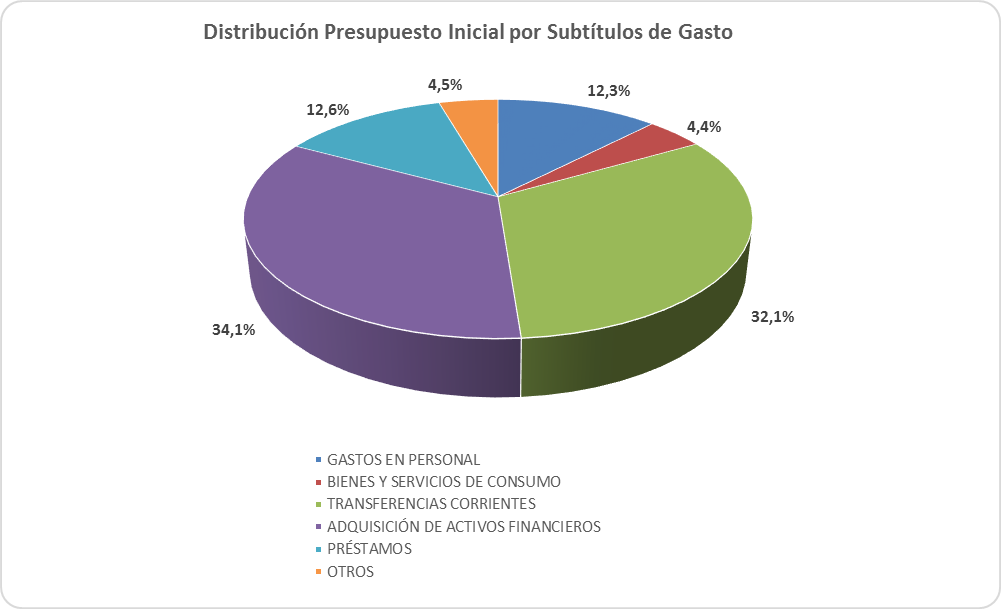 Distribución Presupuesto Inicial por Subtítulos de Gasto
4,5%
12,3%
12,6%
4,4%
34,1%
32,1%
GASTOS EN PERSONAL
BIENES Y SERVICIOS DE CONSUMO
TRANSFERENCIAS CORRIENTES
ADQUISICIÓN DE ACTIVOS FINANCIEROS
PRÉSTAMOS
OTROS